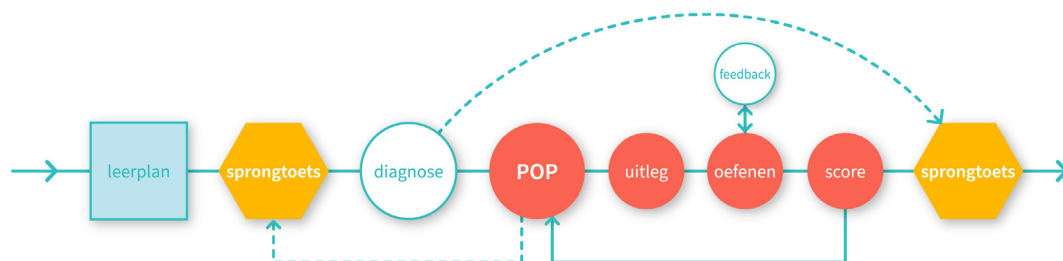 feedback
leerplan
sprongtoets
diagnose
POP
uitleg
oefenen
score
sprongtoets